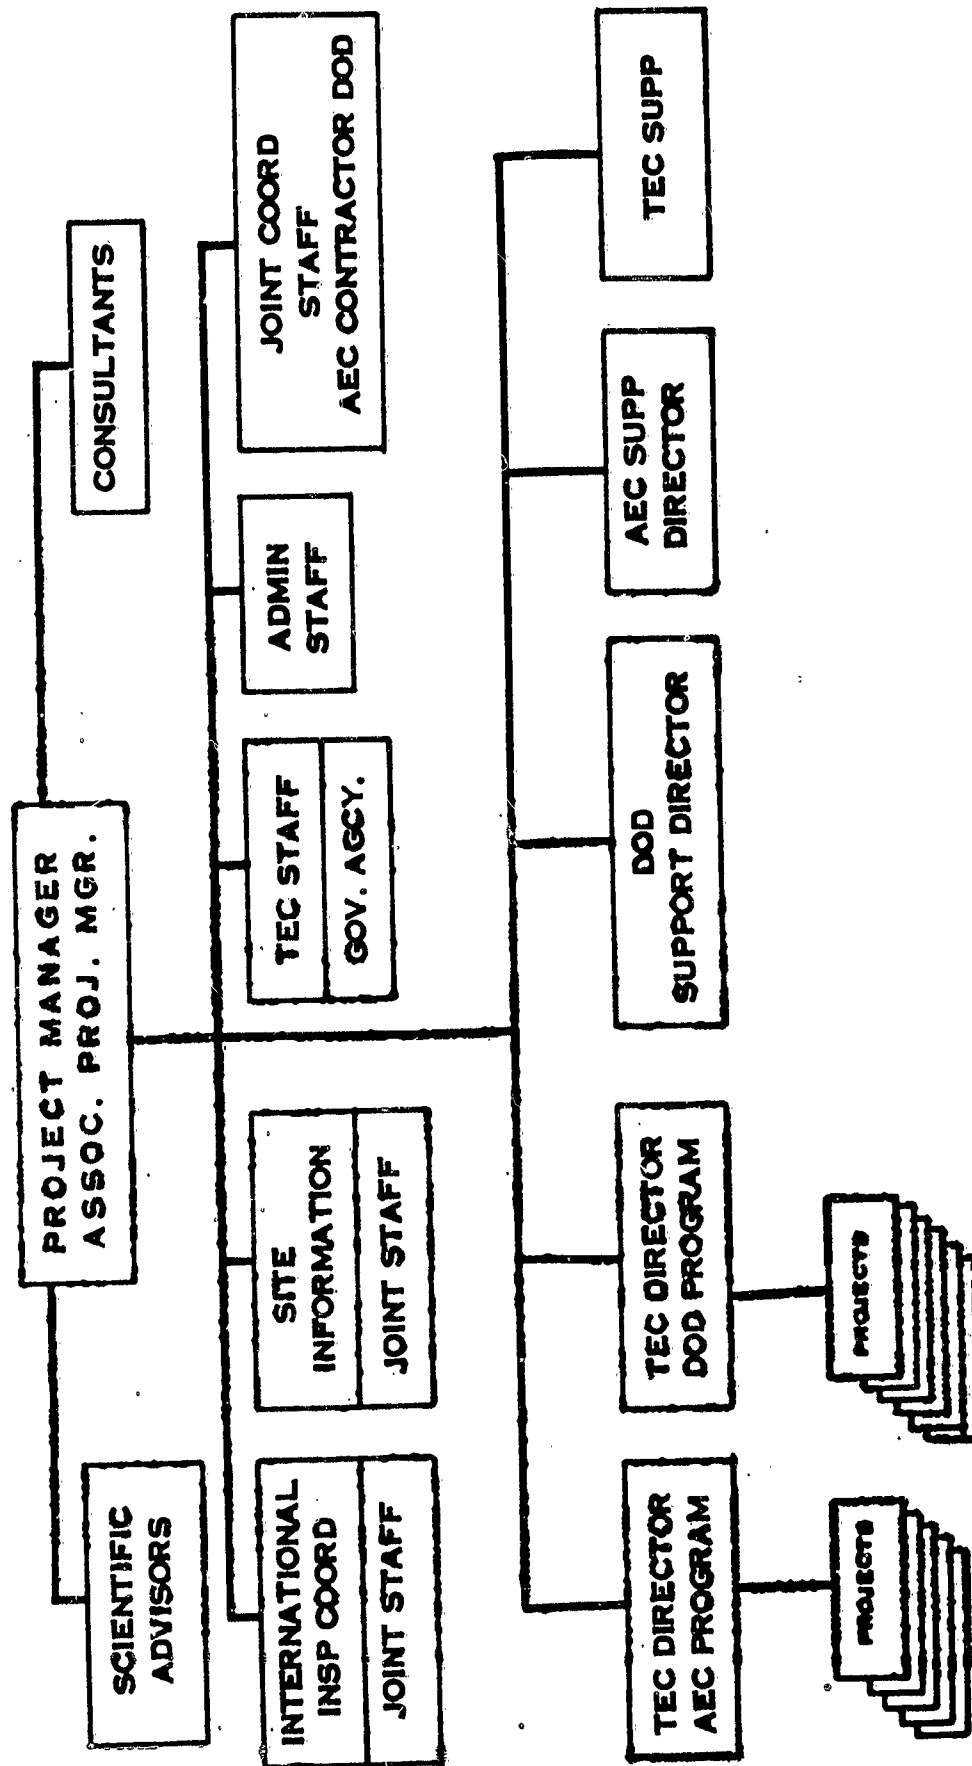 PROJECT MANAGER
ASSOC. PROJ. MGR.
SCIENTIFIC
ADVISORS
CONSULTANTS
INTERNATIONAL
INSP COORD
JOINT STAFF
SITE
INFORMATION
JOINT STAFF
TEC STAFF
GOV. AGCY.
ADMIN
STAFF
JOINT COORD
STAFF
AEC CONTRACTOR DOD
TEC DIRECTOR
AEC PROGRAM
TEC DIRECTOR
DOD PROGRAM
DOD
SUPPORT DIRECTOR
AEC SUPP
DIRECTOR
TEC SUPP
PROJECTS
PROJECTS